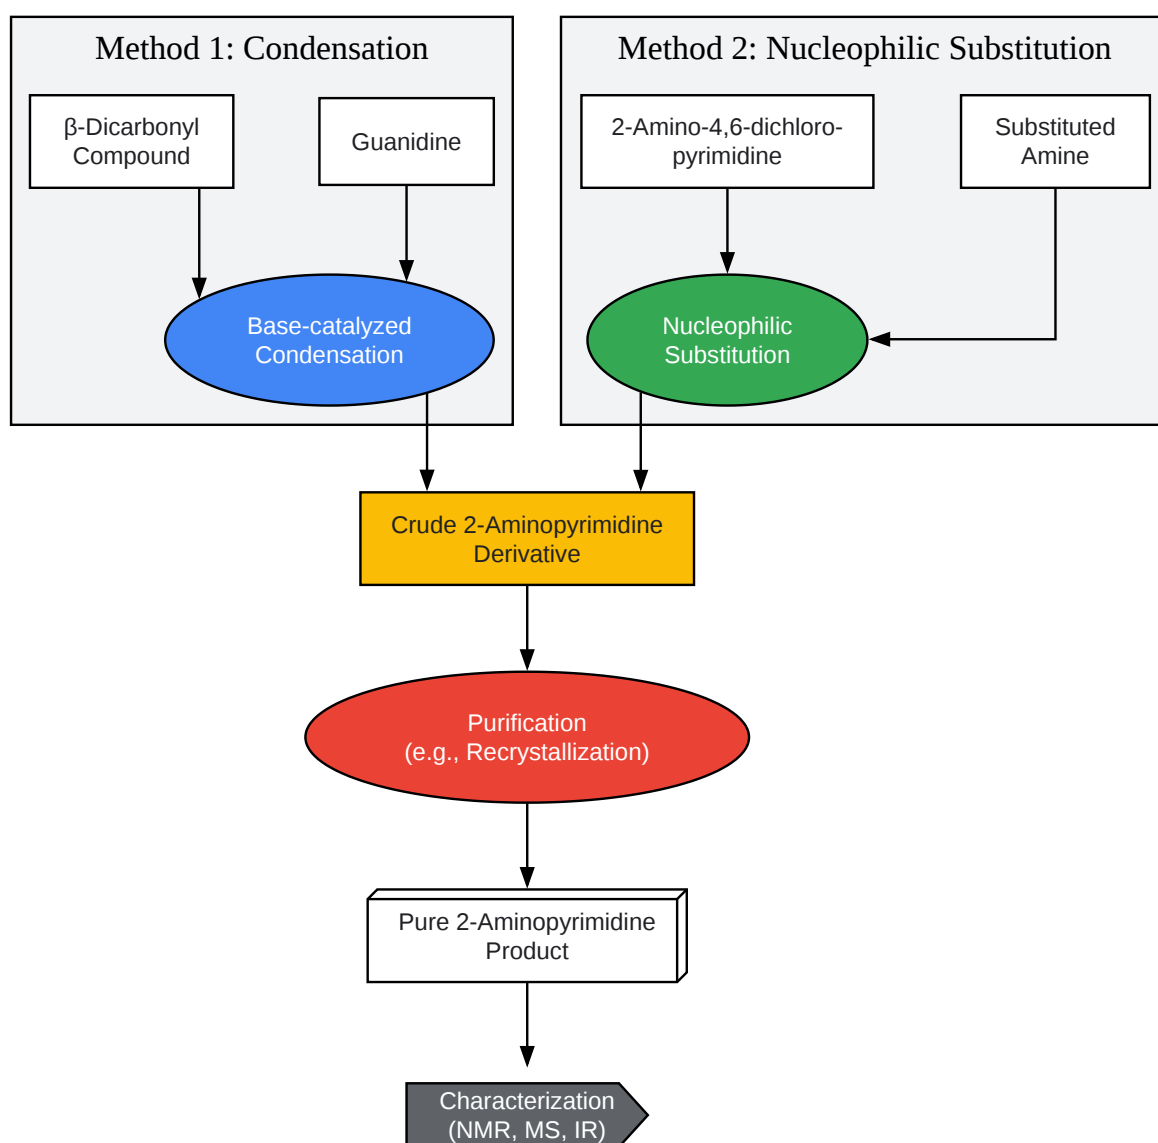 Method 1: Condensation
β-Dicarbonyl
Compound
Guanidine
Base-catalyzed
Condensation
Method 2: Nucleophilic Substitution
2-Amino-4,6-dichloro-
pyrimidine
Substituted
Amine
Nucleophilic
Substitution
Crude 2-Aminopyrimidine
Derivative
Purification
(e.g., Recrystallization)
Pure 2-Aminopyrimidine
Product
Characterization
(NMR, MS, IR)